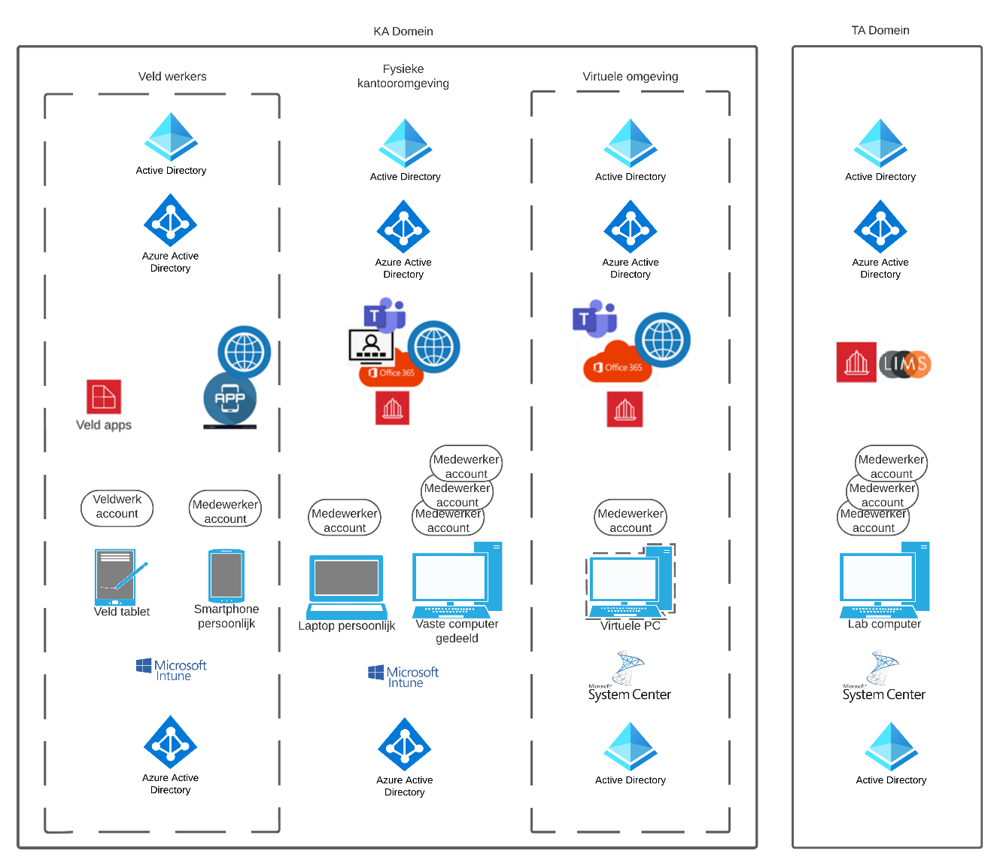 KA Domein
TA Domein
Veld werkers
Fysieke
kantooromgeving
Virtuele omgeving
Active Directory
Active Directory
Active Directory
Active Directory
Azure Active
Directory
Azure Active
Directory
Azure Active
Directory
Azure Active
Directory
Veld apps
APP
T
Office 365
T
Office 365
LIMS
Veldwerk
account
Medewerker
account
Medewerker
account
Medewerker
account
Medewerker
account
Medewerker
account
Medewerker
account
Medewerker
account
Medewerker
account
Medewerker
account
Veld tablet
Smartphone
persoonlijk
Laptop persoonlijk
Vaste computer
gedeeld
Virtuele PC
Lab computer
Microsoft
Intune
Microsoft
Intune
Microsoft*
System Center
Microsoft*
System Center
Azure Active
Directory
Azure Active
Directory
Active Directory
Active Directory